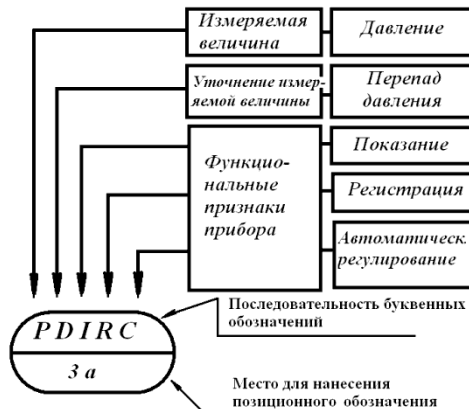 Измеряемая
величина
Давление
Уточнение измер-
яемой величины
Перепад
давления
Функцио-
нальные
признаки
прибора
Показание
Регистрация
Автоматическ.
регулирование
Последовательность буквенных
обозначений
PDIRC
3 а
Место для нанесения
позиционного обозначения